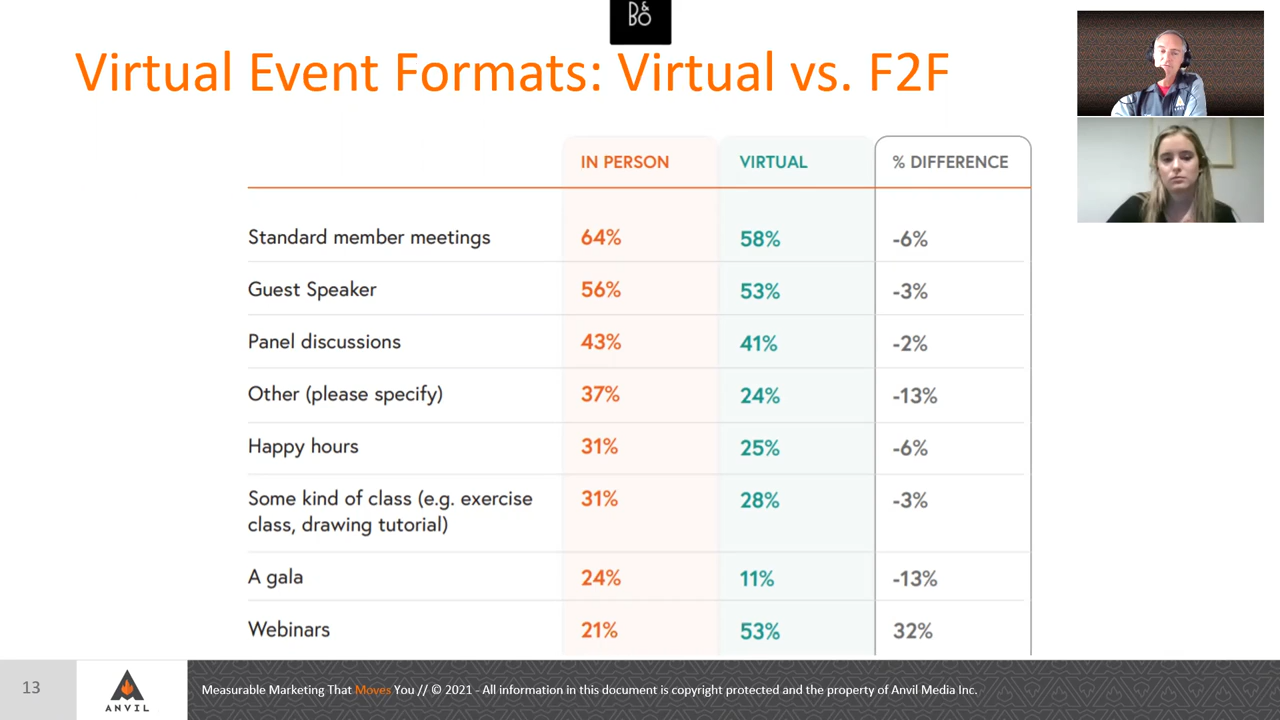 D&
BO
Virtual Event Formats: Virtual vs. F2F
IN PERSON VIRTUAL % DIFFERENCE
Standard member meetings 64% 58% -6%
Guest Speaker 56% 53% -3%
Panel discussions 43% 41% -2%
Other (please specify) 37% 24% -13%
Happy hours 31% 25% -6%
Some kind of class (e.g. exercise 31% 28% -3%
class, drawing tutorial)
A gala 24% 11% -13%
Webinars 21% 53% 32%
13
ANVIL
Measurable Marketing That Moves You // © 2021 - All information in this document is copyright protected and the property of Anvil Media Inc.